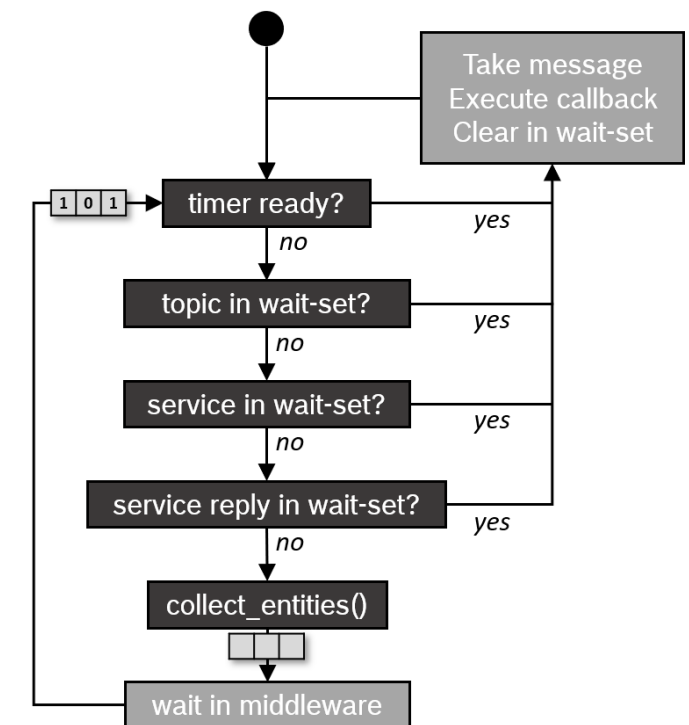 Take message
Execute callback
Clear in wait-set
1 0 1
timer ready?
yes
no
topic in wait-set?
yes
no
service in wait-set?
yes
no
service reply in wait-set?
yes
no
collect_entities()
wait in middleware